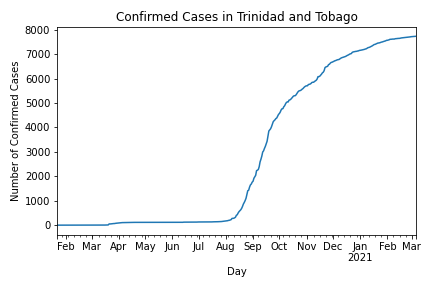 Confirmed Cases in Trinidad and Tobago
Number of Confirmed Cases
8000
7000
6000
5000
4000
3000
2000
1000
0
Feb Mar Apr May Jun Jul Aug Sep Oct Nov Dec Jan Feb Mar
2021
Day